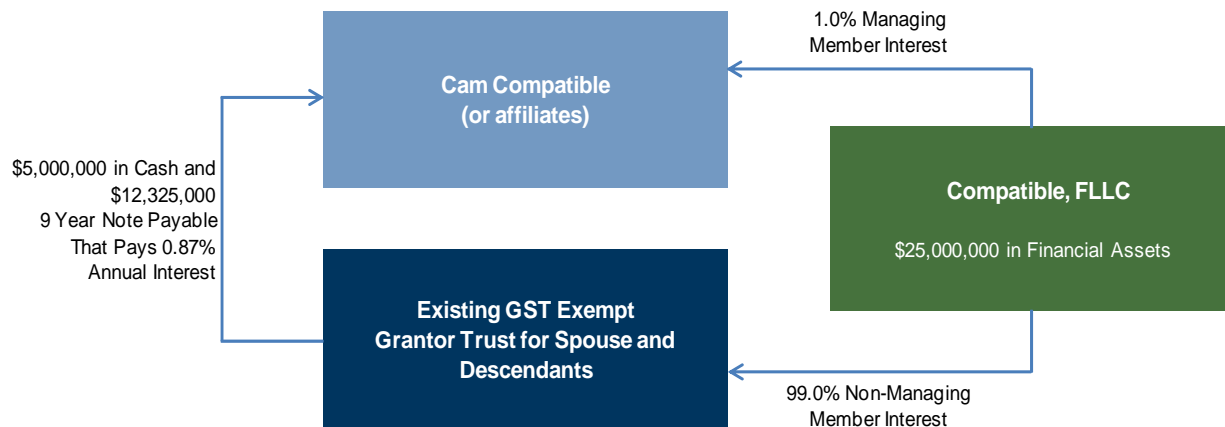 1.0% Managing
Member Interest
Cam Compatible
(or affiliates)
$5,000,000 in Cash and
$12,325,000
9 Year Note Payable
That Pays 0.87%
Annual Interest
Compatible, FLLC
$25,000,000 in Financial Assets
Existing GST Exempt
Grantor Trust for Spouse and
Descendants
99.0% Non-Managing
Member Interest